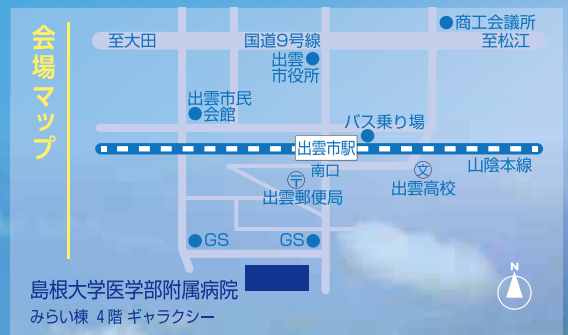 会場マップ
商工会議所
至大田
国道9号線
至松江
出雲
市役所
出雲市民
会館
バス乗り場
出雲市駅
山陰本線
南口
〒
文
出雲郵便局
出雲高校
GS
GS
島根大学医学部附属病院
みらい棟 4階 ギャラクシー
N